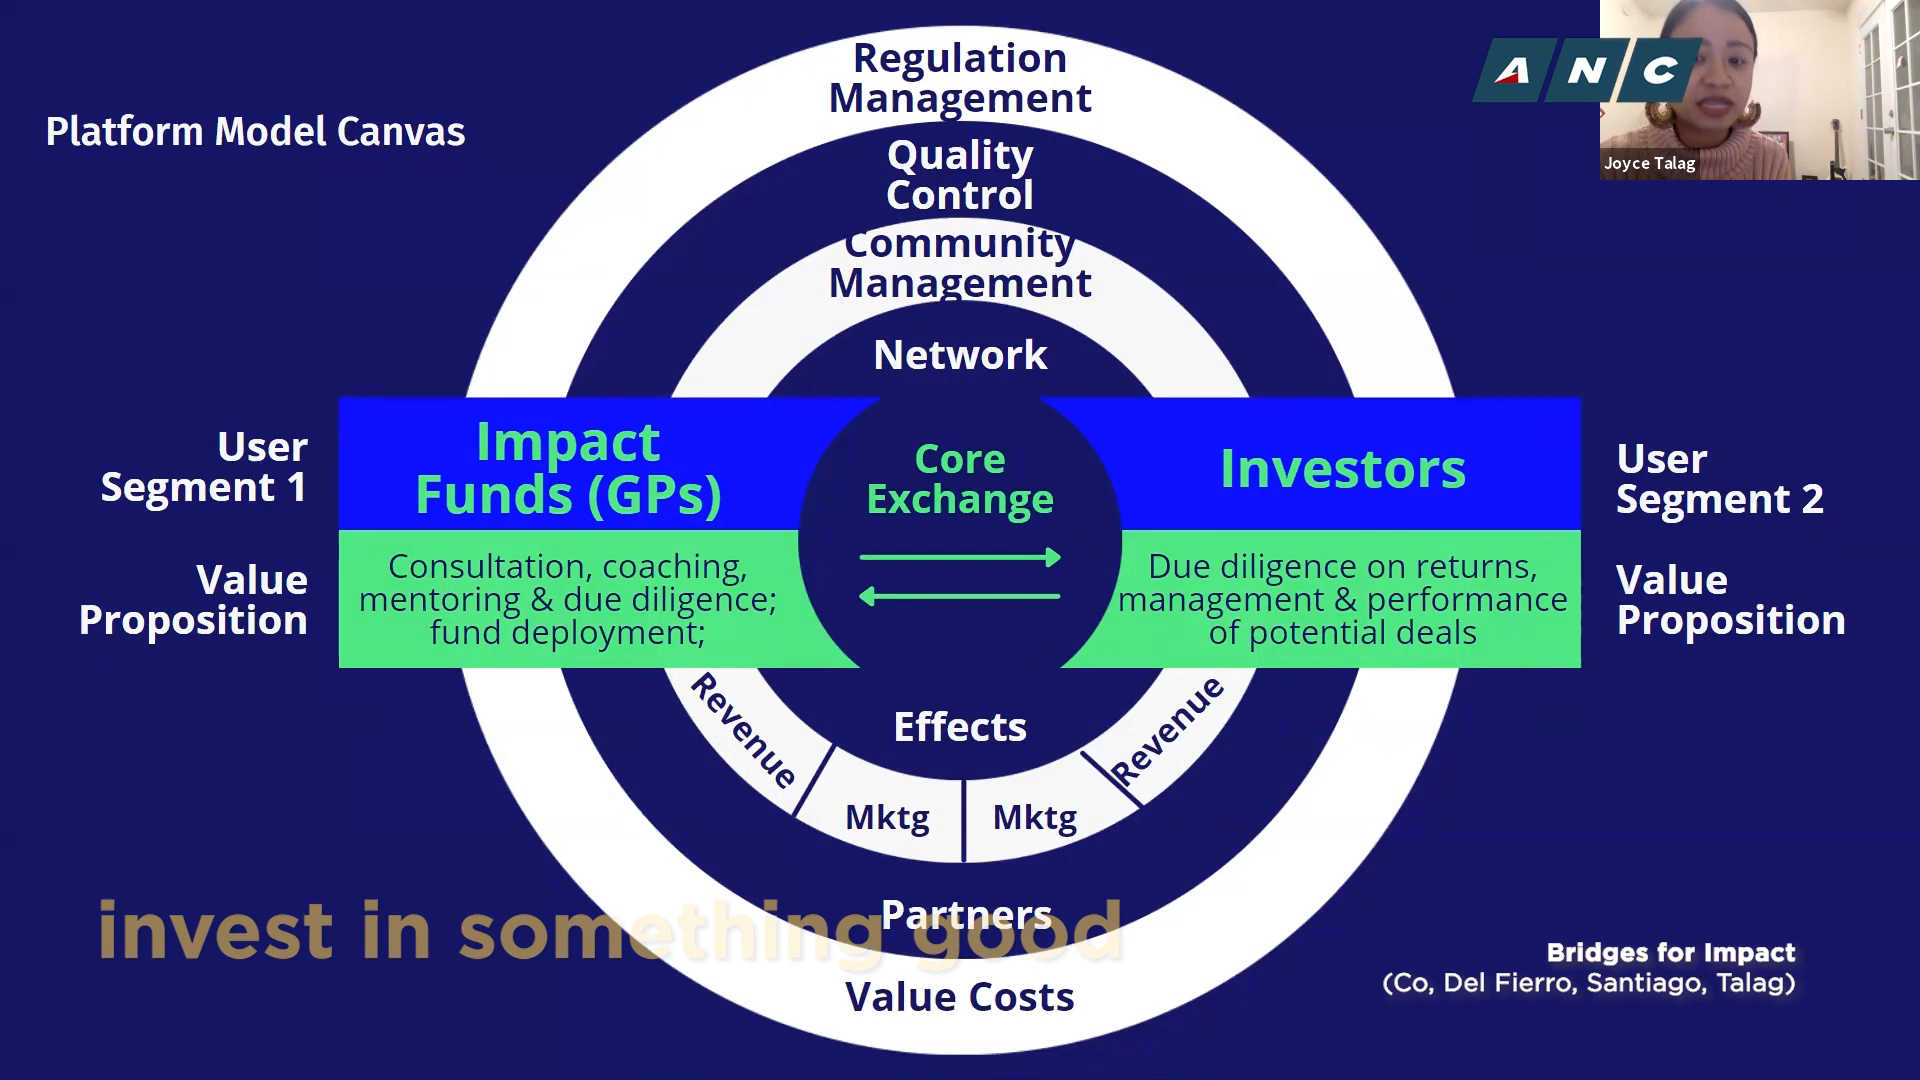 Platform Model Canvas
ANC
Joyce Talag
Regulation
Management
Quality
Control
Community
Management
Network
User
Segment 1
Impact
Funds (GPs)
Core
Exchange
Investors
User
Segment 2
Value
Proposition
Consultation, coaching,
mentoring & due diligence;
fund deployment;
Due diligence on returns,
management & performance
of potential deals
Value
Proposition
Revenue
Effects
Revenue
Mktg
Mktg
Partners
invest in something good
Value Costs
Bridges for Impact
(Co, Del Fierro, Santiago, Talag)